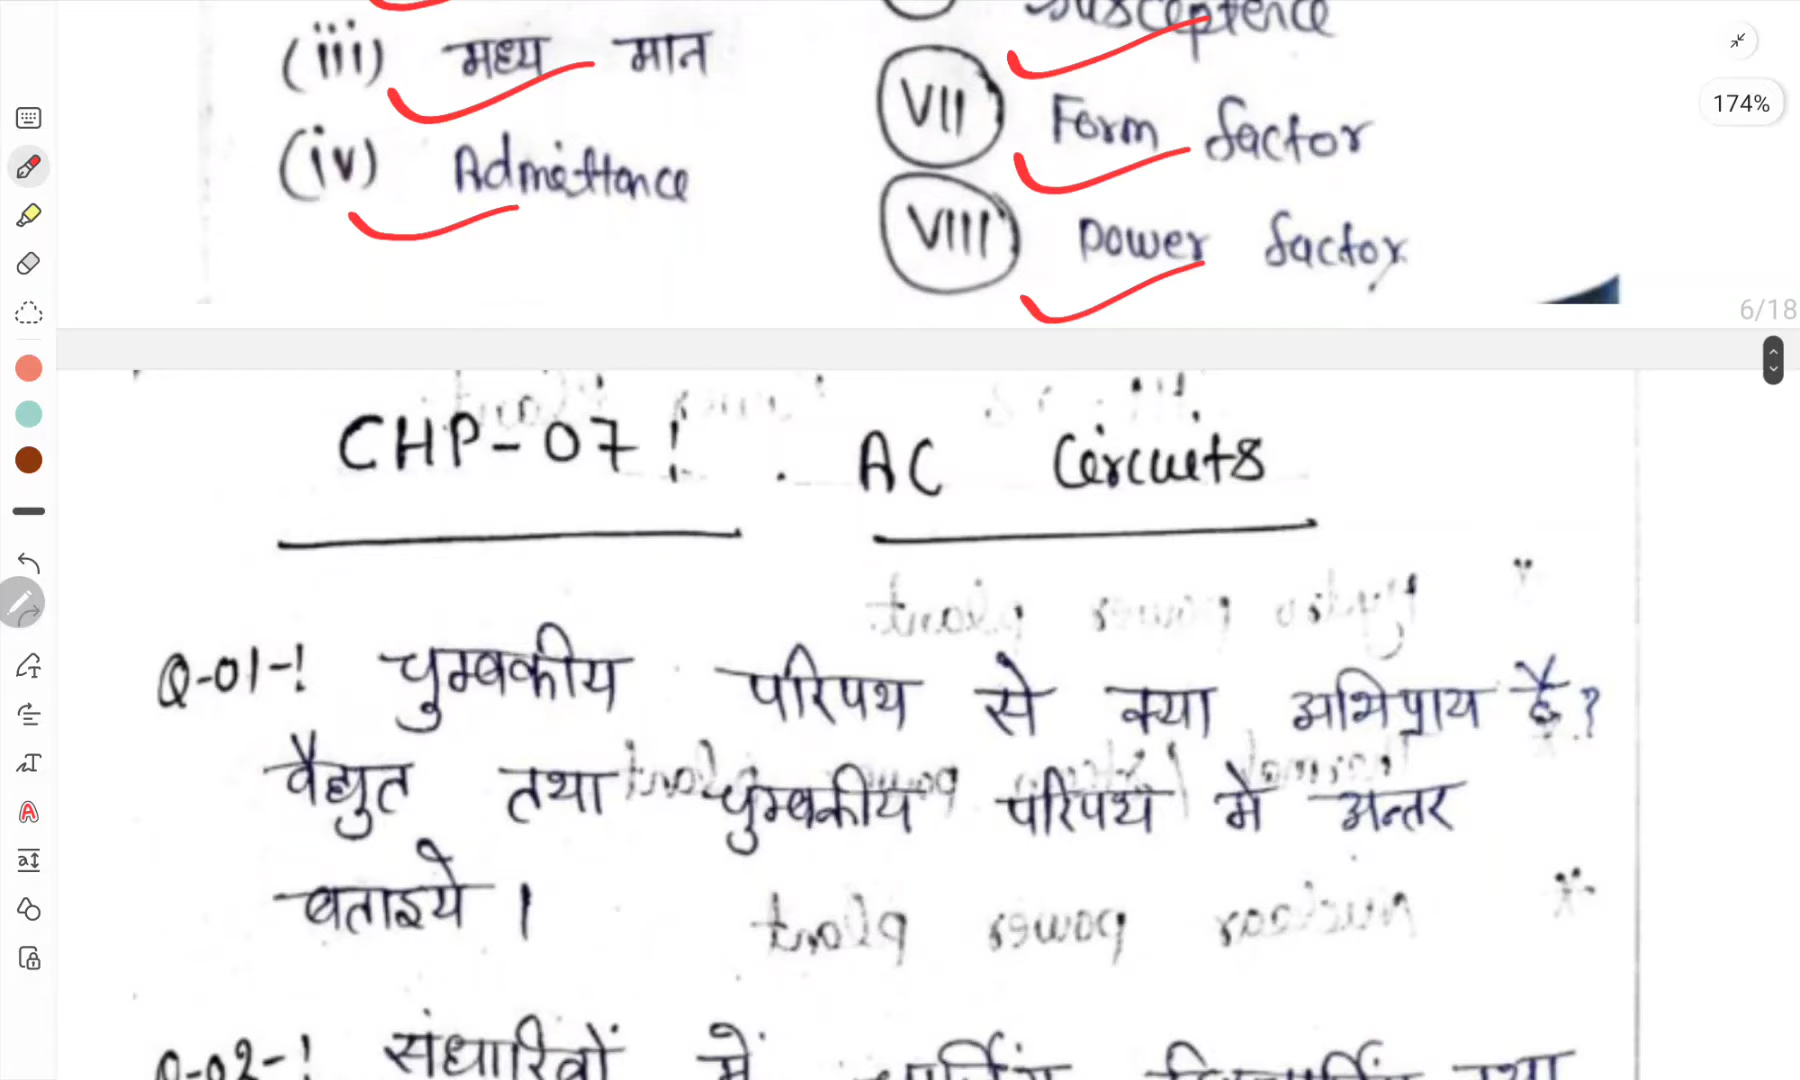 Susceptence
(iii) मध्य मान
VII Form factor
(iv) Admittance
VIII power factor
174%
6/18
CHP-07! AC Circuits
Q-01-! चुम्बकीय परिपथ से क्या अभिप्राय है?
वैद्युत तथा चुम्बकीय परिपथ में अन्तर
बताइये।
Q-02-! संधारित्रों में